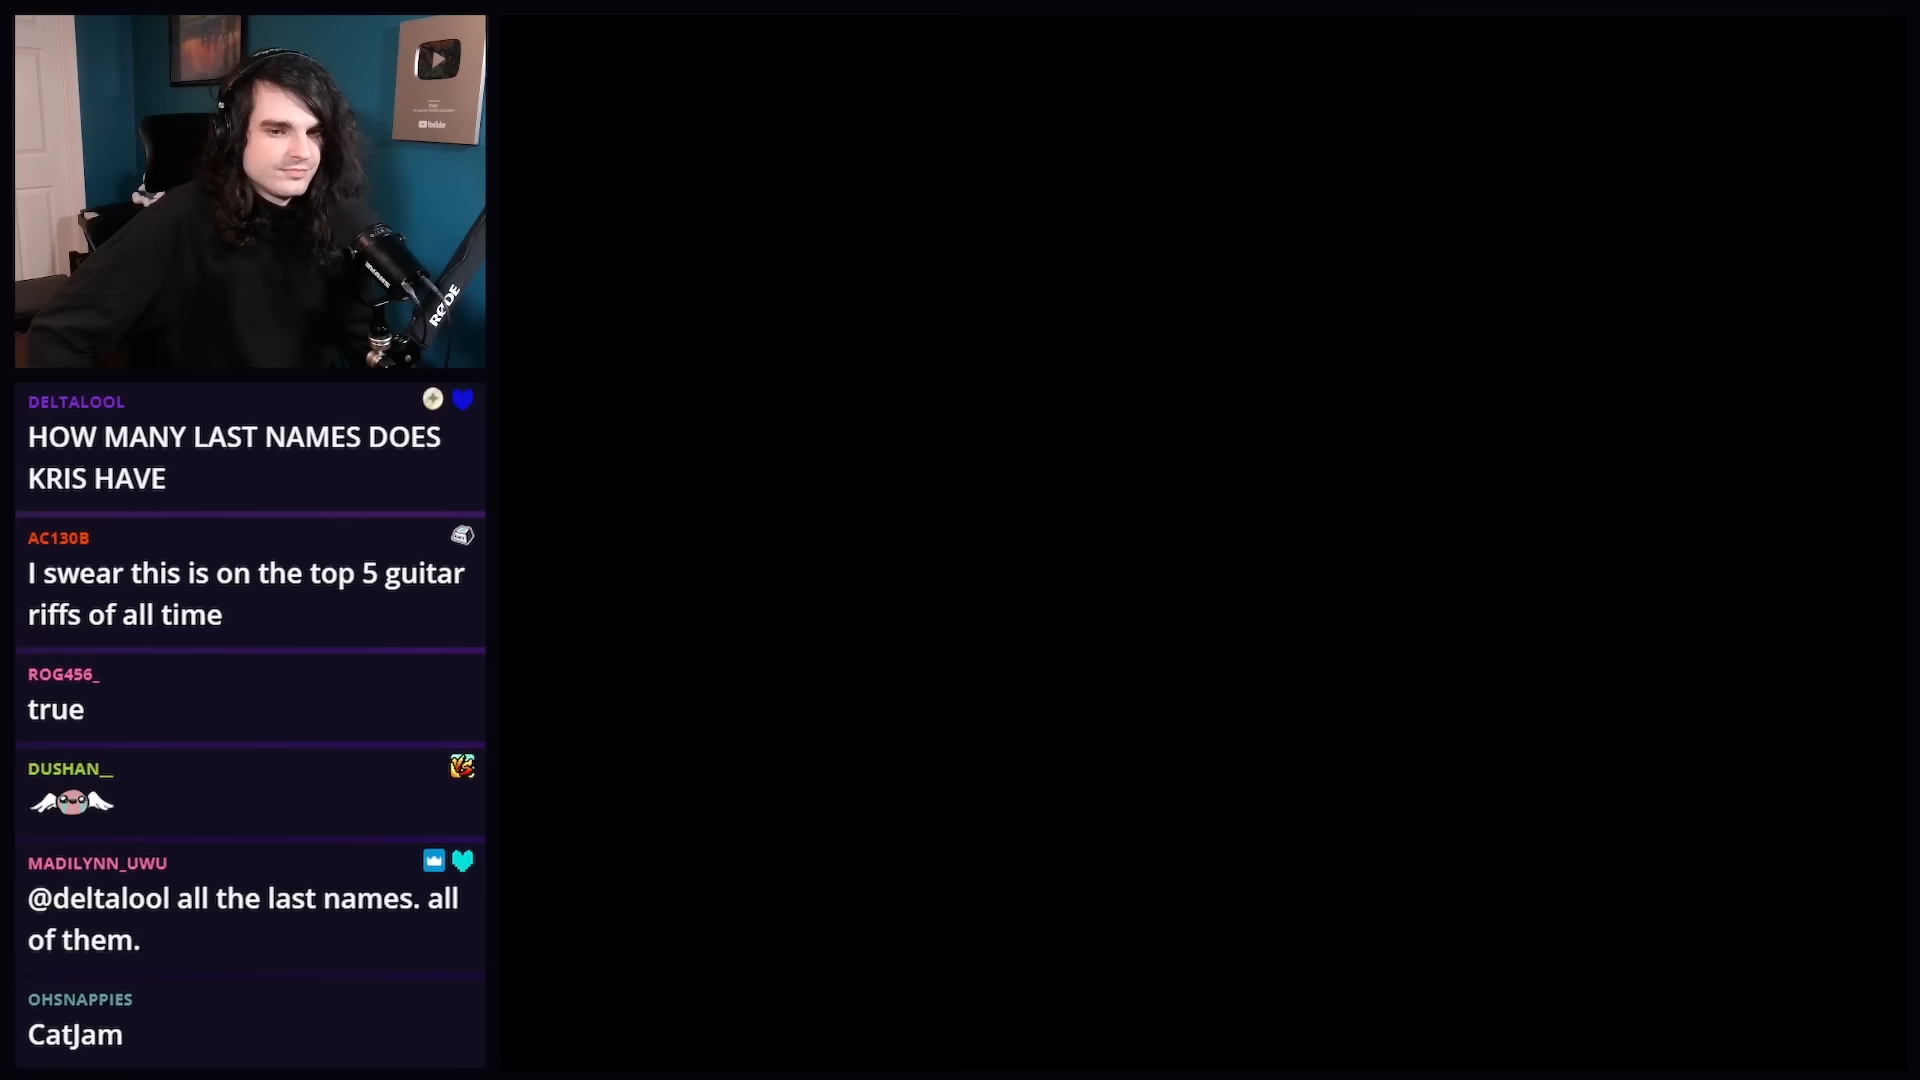 YouTube
RØDE
DELTALOOL
HOW MANY LAST NAMES DOES
KRIS HAVE
AC130B
I swear this is on the top 5 guitar
riffs of all time
ROG456_
true
DUSHAN__
MADILYNN_UWU
@deltalool all the last names. all
of them.
OHSNAPPIES
CatJam